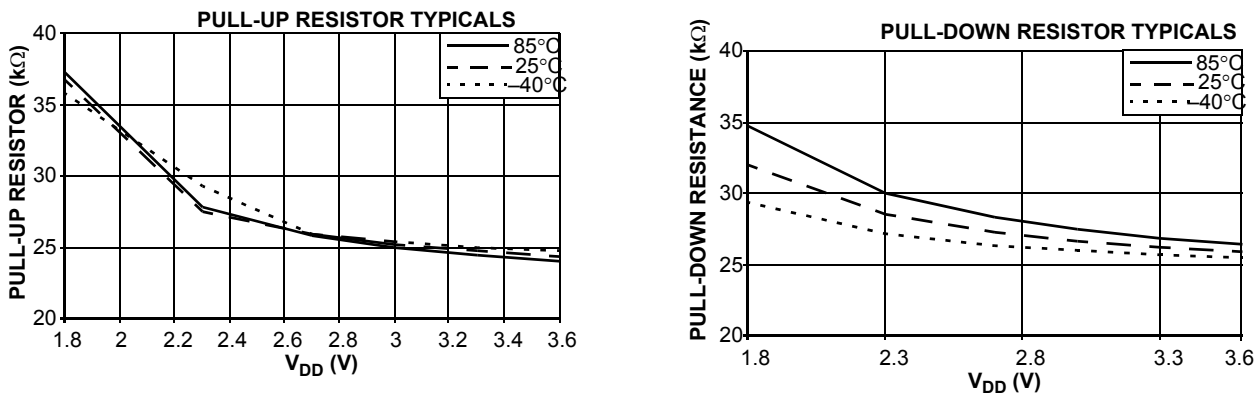 PULL-UP RESISTOR TYPICALS
PULL-UP RESISTOR (kΩ)
40
35
30
25
20
85°C
25°C
–40°C
1.8 2 2.2 2.4 2.6 2.8 3 3.2 3.4 3.6
VDD (V)
PULL-DOWN RESISTOR TYPICALS
PULL-DOWN RESISTANCE (kΩ)
40
35
30
25
20
85°C
25°C
–40°C
1.8 2.3 2.8 3.3 3.6
VDD (V)